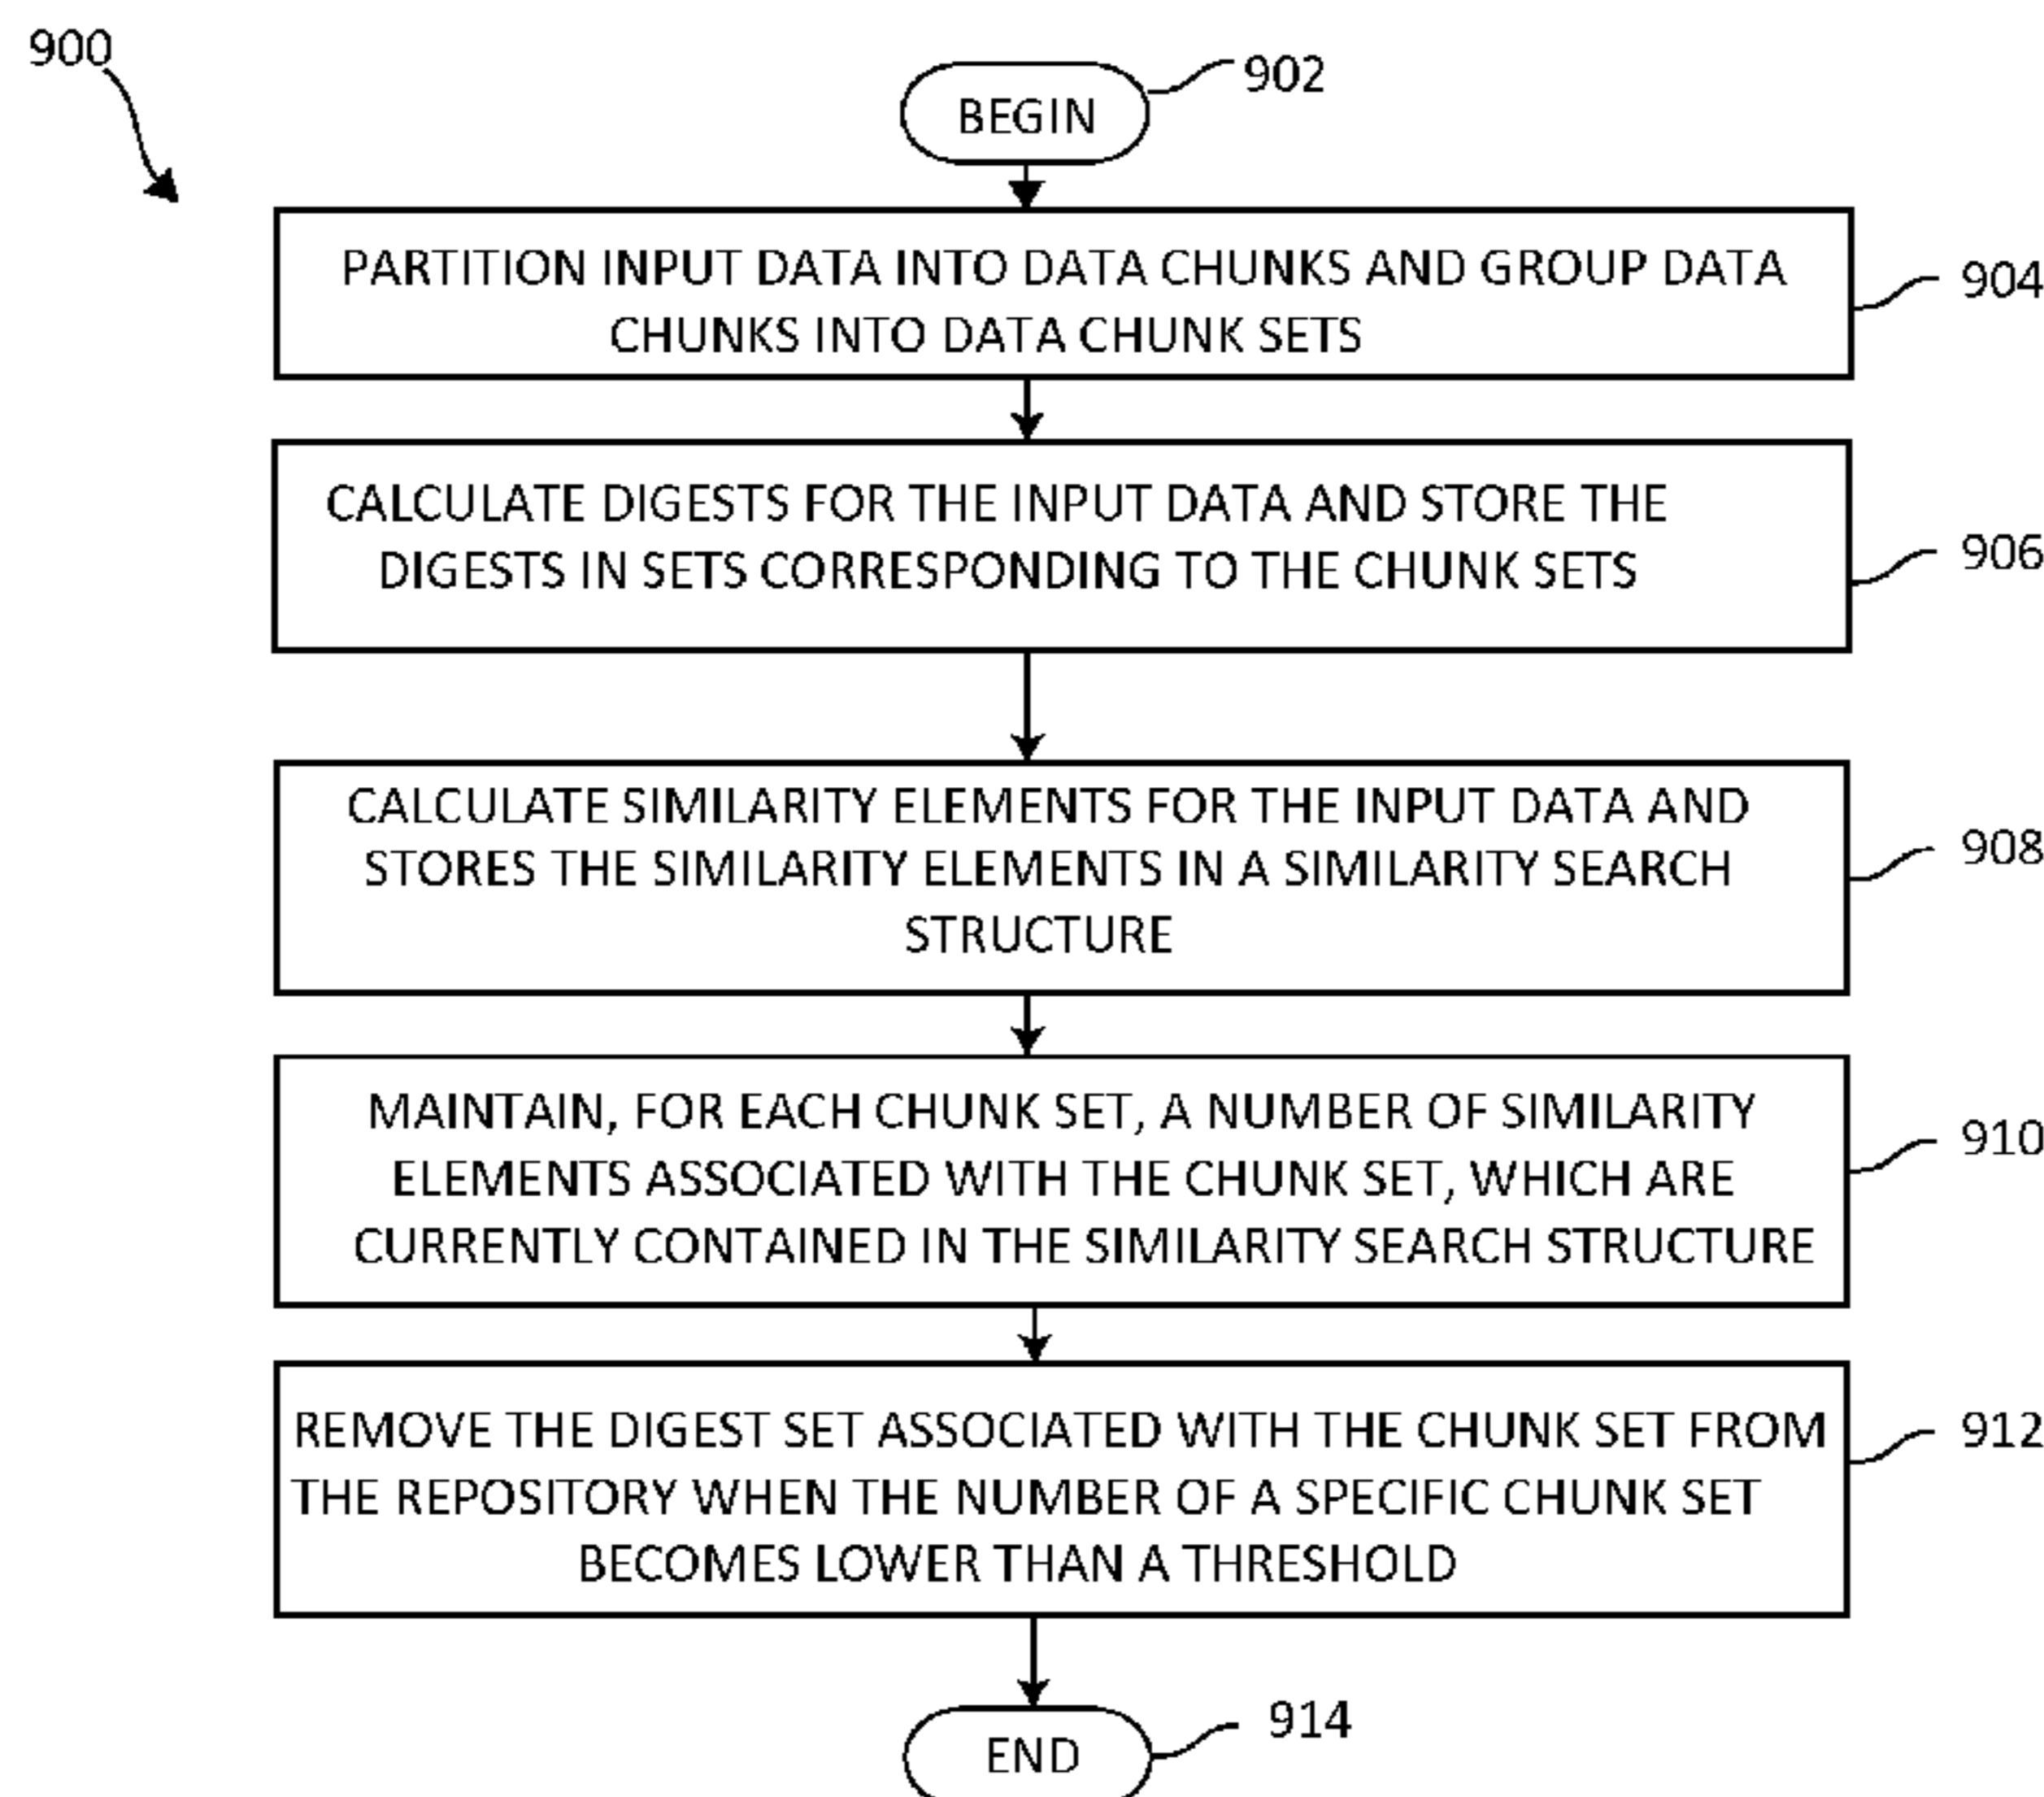 900
BEGIN
902
PARTITION INPUT DATA INTO DATA CHUNKS AND GROUP DATA
CHUNKS INTO DATA CHUNK SETS
904
CALCULATE DIGESTS FOR THE INPUT DATA AND STORE THE
DIGESTS IN SETS CORRESPONDING TO THE CHUNK SETS
906
CALCULATE SIMILARITY ELEMENTS FOR THE INPUT DATA AND
STORES THE SIMILARITY ELEMENTS IN A SIMILARITY SEARCH
STRUCTURE
908
MAINTAIN, FOR EACH CHUNK SET, A NUMBER OF SIMILARITY
ELEMENTS ASSOCIATED WITH THE CHUNK SET, WHICH ARE
CURRENTLY CONTAINED IN THE SIMILARITY SEARCH STRUCTURE
910
REMOVE THE DIGEST SET ASSOCIATED WITH THE CHUNK SET FROM
THE REPOSITORY WHEN THE NUMBER OF A SPECIFIC CHUNK SET
BECOMES LOWER THAN A THRESHOLD
912
END
914